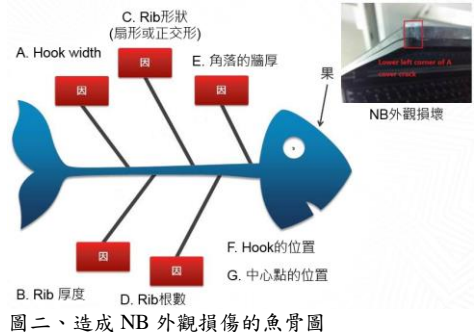 C. Rib形狀
(扇形或正交形)
A. Hook width
E. 角落的牆厚
因
因
因
果
Lower left corner of A
cover crack
NB外觀損壞
因
因
F. Hook的位置
G. 中心點的位置
B. Rib 厚度
D. Rib根數
圖二、造成 NB 外觀損傷的魚骨圖